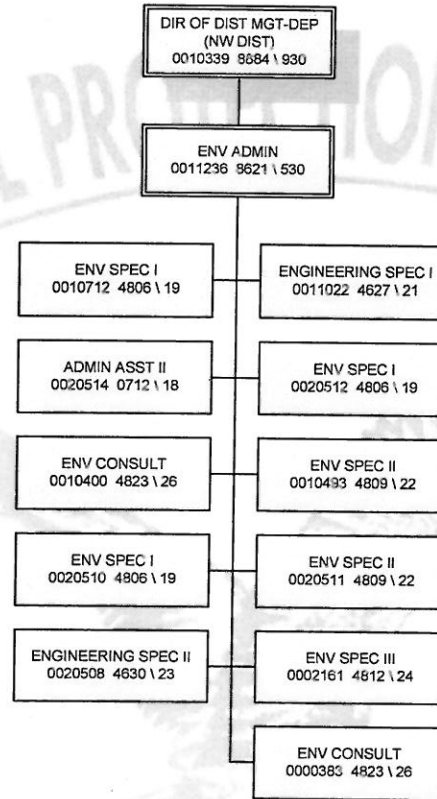 DIR OF DIST MGT-DEP
(NW DIST)
0010339 8684 \ 930
ENV ADMIN
0011236 8621 \ 530
ENV SPEC I
0010712 4806 \ 19
ENGINEERING SPEC I
0011022 4627 \ 21
ADMIN ASST II
0020514 0712 \ 18
ENV SPEC I
0020512 4806 \ 19
ENV CONSULT
0010400 4823 \ 26
ENV SPEC II
0010493 4809 \ 22
ENV SPEC I
0020510 4806 \ 19
ENV SPEC II
0020511 4809 \ 22
ENGINEERING SPEC II
0020508 4630 \ 23
ENV SPEC III
0002161 4812 \ 24
ENV CONSULT
0000383 4823 \ 26